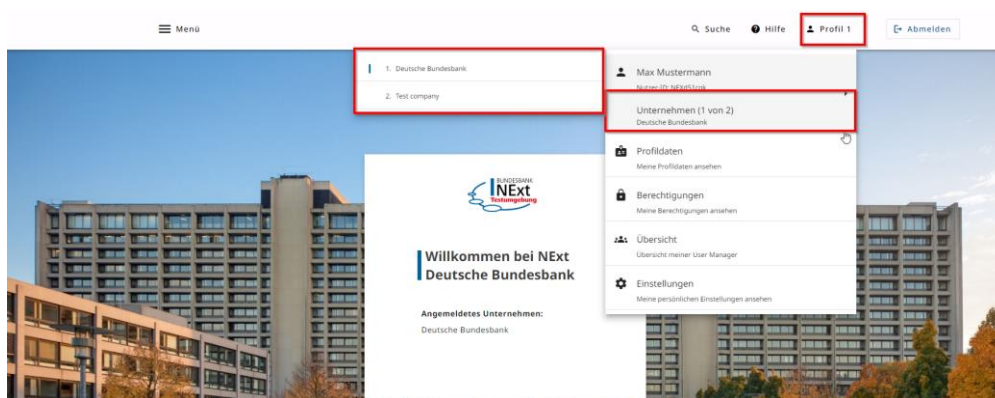 Menü
Suche
Hilfe
Profil 1
Abmelden
1. Deutsche Bundesbank
2. Test company
Max Mustermann
Nutzer-ID:
Unternehmen (1 von 2)
Deutsche Bundesbank
Profildaten
Meine Profildaten ansehen
Berechtigungen
Meine Berechtigungen ansehen
Übersicht
Übersicht meiner User Manager
Einstellungen
Meine persönlichen Einstellungen ansehen
BUNDESBANK
NExt
Testumgebung
Willkommen bei NExt
Deutsche Bundesbank
Angemeldetes Unternehmen:
Deutsche Bundesbank